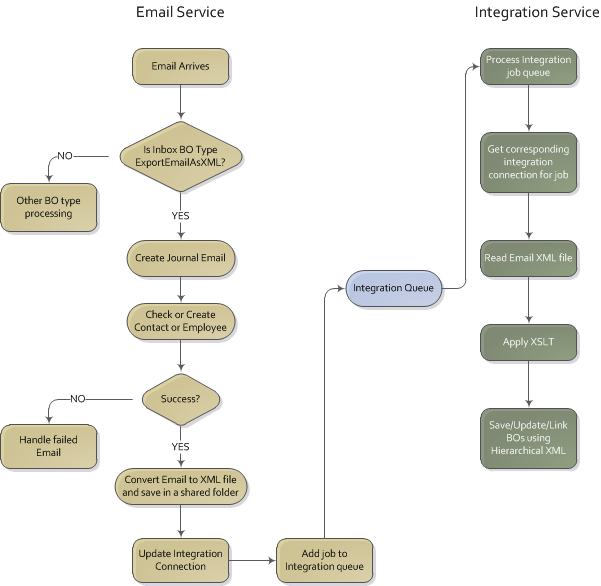 Email Service
Email Arrives
Is Inbox BO Type
ExportEmailAsXML?
NO
Other BO type
processing
YES
Create Journal Email
Check or Create
Contact or Employee
Success?
NO
Handle failed
Email
YES
Convert Email to XML file
and save in a shared folder
Update Integration
Connection
Add job to
Integration queue
Integration Queue
Integration Service
Process Integration
job queue
Get corresponding
integration
connection for job
Read Email XML file
Apply XSLT
Save/Update/Link
BOs using
Hierarchical XML